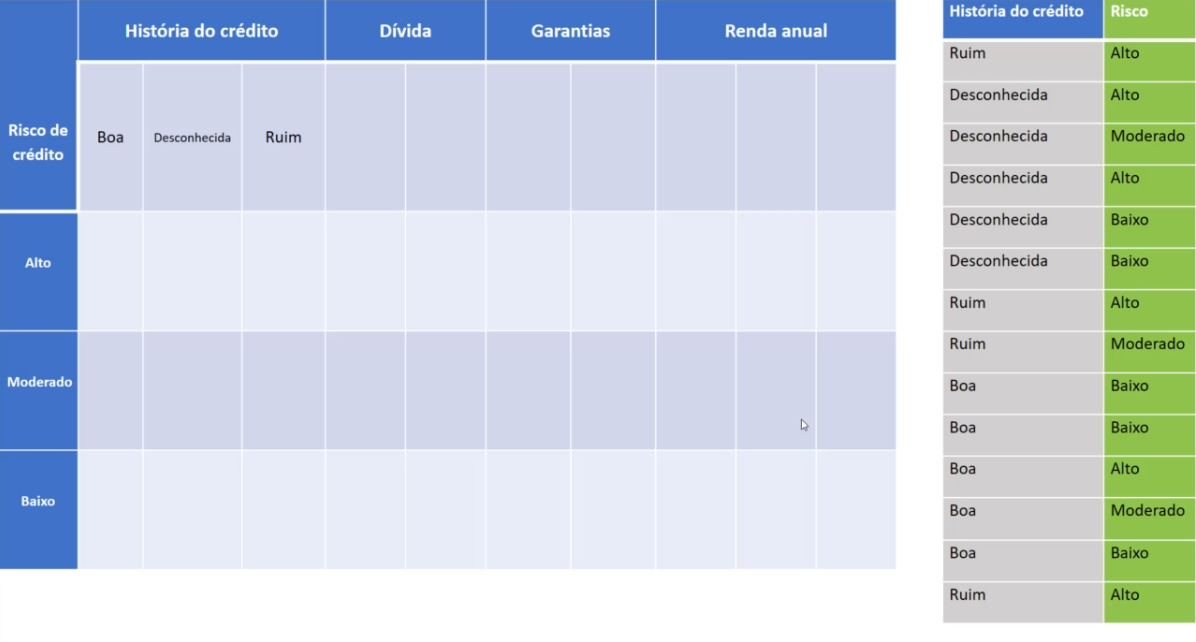 História do crédito Dívida Garantias Renda anual
Risco de
crédito
Boa Desconhecida Ruim
Alto
Moderado
Baixo
História do crédito Risco
Ruim Alto
Desconhecida Alto
Desconhecida Moderado
Desconhecida Alto
Desconhecida Baixo
Desconhecida Baixo
Ruim Alto
Ruim Moderado
Boa Baixo
Boa Baixo
Boa Alto
Boa Moderado
Boa Baixo
Ruim Alto